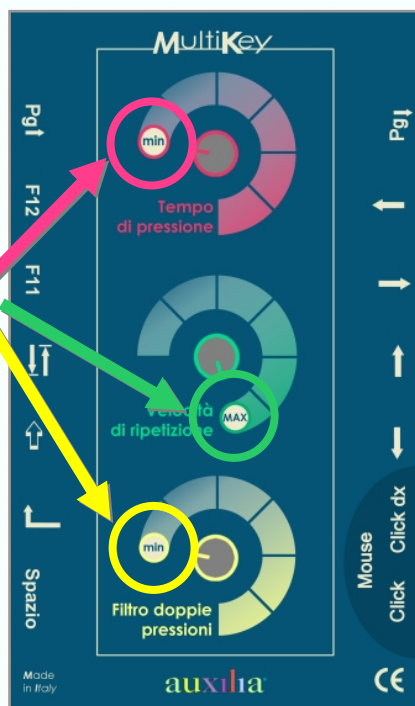 MultiKey
Pg
F12
F11
Spazio
min
Tempo
di pressione
Velocità
di ripetizione
MAX
min
Filtro doppie
pressioni
Pg
Mouse
Click
Click dx
Made
in Italy
auxilia
CE